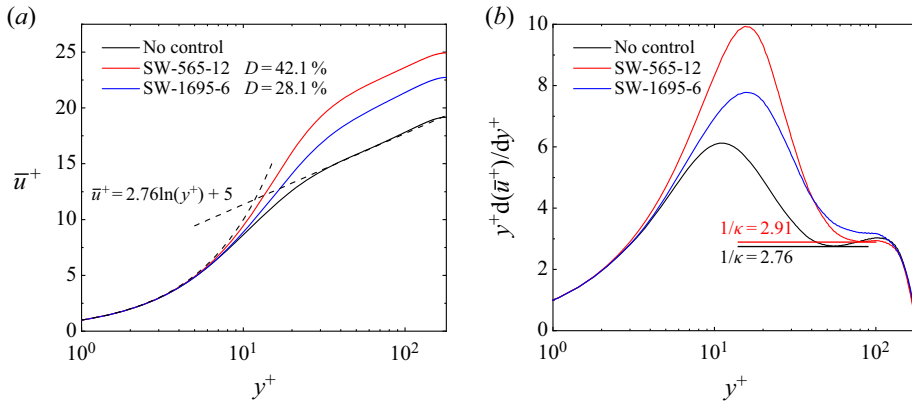 (a)
25
20
15
10
5
0
10⁰
10¹
10²
u̅⁺
y⁺
No control
SW-565-12 D = 42.1 %
SW-1695-6 D = 28.1 %
u̅⁺ = 2.76ln(y⁺) + 5
(b)
10
8
6
4
2
0
10⁰
10¹
10²
y⁺d(u̅⁺)/dy⁺
y⁺
No control
SW-565-12
SW-1695-6
1/κ = 2.91
1/κ = 2.76